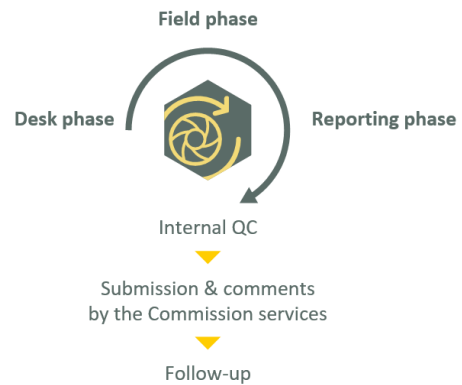 Field phase
Desk phase
Reporting phase
Internal QC
Submission & comments
by the Commission services
Follow-up